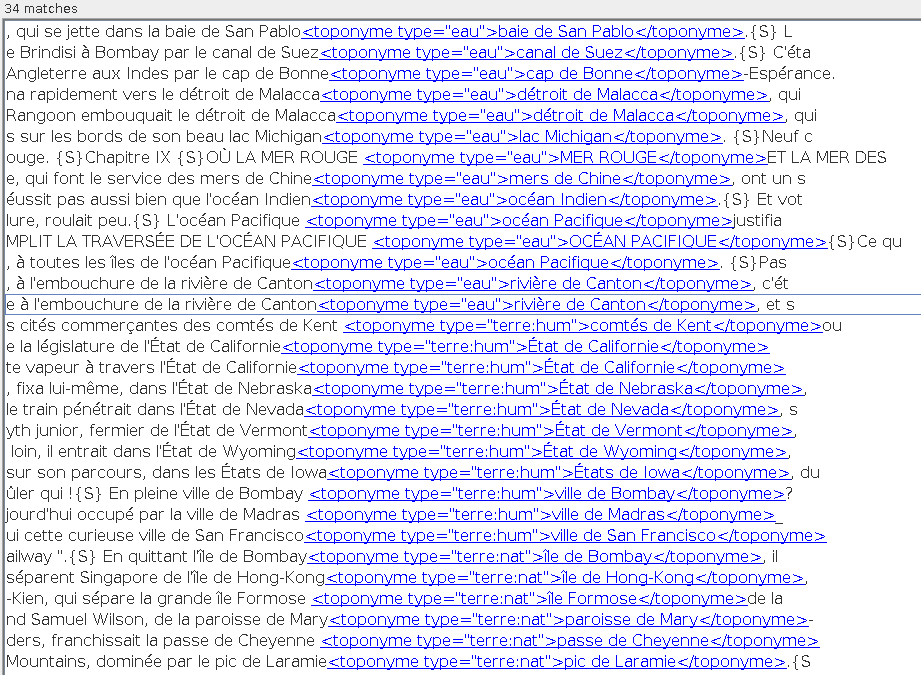 34 matches
, qui se jette dans la baie de San Pablo<toponyme type="eau">baie de San Pablo</toponyme>.{S} L
e Brindisi à Bombay par le canal de Suez<toponyme type="eau">canal de Suez</toponyme>.{S} C'éta
Angleterre aux Indes par le cap de Bonne<toponyme type="eau">cap de Bonne</toponyme>-Espérance.
na rapidement vers le détroit de Malacca<toponyme type="eau">détroit de Malacca</toponyme>, qui
Rangoon embouquait le détroit de Malacca<toponyme type="eau">détroit de Malacca</toponyme>, qui
s sur les bords de son beau lac Michigan<toponyme type="eau">lac Michigan</toponyme>. {S}Neuf c
ouge. {S}Chapitre IX {S}OÙ LA MER ROUGE <toponyme type="eau">MER ROUGE</toponyme>ET LA MER DES
e, qui font le service des mers de Chine<toponyme type="eau">mers de Chine</toponyme>, ont un s
éussit pas aussi bien que l'océan Indien<toponyme type="eau">océan Indien</toponyme>.{S} Et vot
lure, roulait peu.{S} L'océan Pacifique <toponyme type="eau">océan Pacifique</toponyme>justifia
MPLIT LA TRAVERSÉE DE L'OCÉAN PACIFIQUE <toponyme type="eau">OCÉAN PACIFIQUE</toponyme>{S}Ce qu
, à toutes les îles de l'océan Pacifique<toponyme type="eau">océan Pacifique</toponyme>. {S}Pas
, à l'embouchure de la rivière de Canton<toponyme type="eau">rivière de Canton</toponyme>, c'ét
e à l'embouchure de la rivière de Canton<toponyme type="eau">rivière de Canton</toponyme>, et s
s cités commerçantes des comtés de Kent <toponyme type="terre:hum">comtés de Kent</toponyme>ou
e la législature de l'État de Californie<toponyme type="terre:hum">État de Californie</toponyme>
te vapeur à travers l'État de Californie<toponyme type="terre:hum">État de Californie</toponyme>
, fixa lui-même, dans l'État de Nebraska<toponyme type="terre:hum">État de Nebraska</toponyme>,
le train pénétrait dans l'État de Nevada<toponyme type="terre:hum">État de Nevada</toponyme>, s
yth junior, fermier de l'État de Vermont<toponyme type="terre:hum">État de Vermont</toponyme>,
loin, il entrait dans l'État de Wyoming<toponyme type="terre:hum">État de Wyoming</toponyme>,
sur son parcours, dans les États de Iowa<toponyme type="terre:hum">États de Iowa</toponyme>, du
ûler qui !{S} En pleine ville de Bombay <toponyme type="terre:hum">ville de Bombay</toponyme>?
jourd'hui occupé par la ville de Madras <toponyme type="terre:hum">ville de Madras</toponyme>_
ui cette curieuse ville de San Francisco<toponyme type="terre:hum">ville de San Francisco</toponyme>
ailway ".{S} En quittant l'île de Bombay<toponyme type="terre:nat">île de Bombay</toponyme>, il
séparent Singapore de l'île de Hong-Kong<toponyme type="terre:nat">île de Hong-Kong</toponyme>,
-Kien, qui sépare la grande île Formose <toponyme type="terre:nat">île Formose</toponyme>de la
nd Samuel Wilson, de la paroisse de Mary<toponyme type="terre:nat">paroisse de Mary</toponyme>-
ders, franchissait la passe de Cheyenne <toponyme type="terre:nat">passe de Cheyenne</toponyme>
Mountains, dominée par le pic de Laramie<toponyme type="terre:nat">pic de Laramie</toponyme>.{S